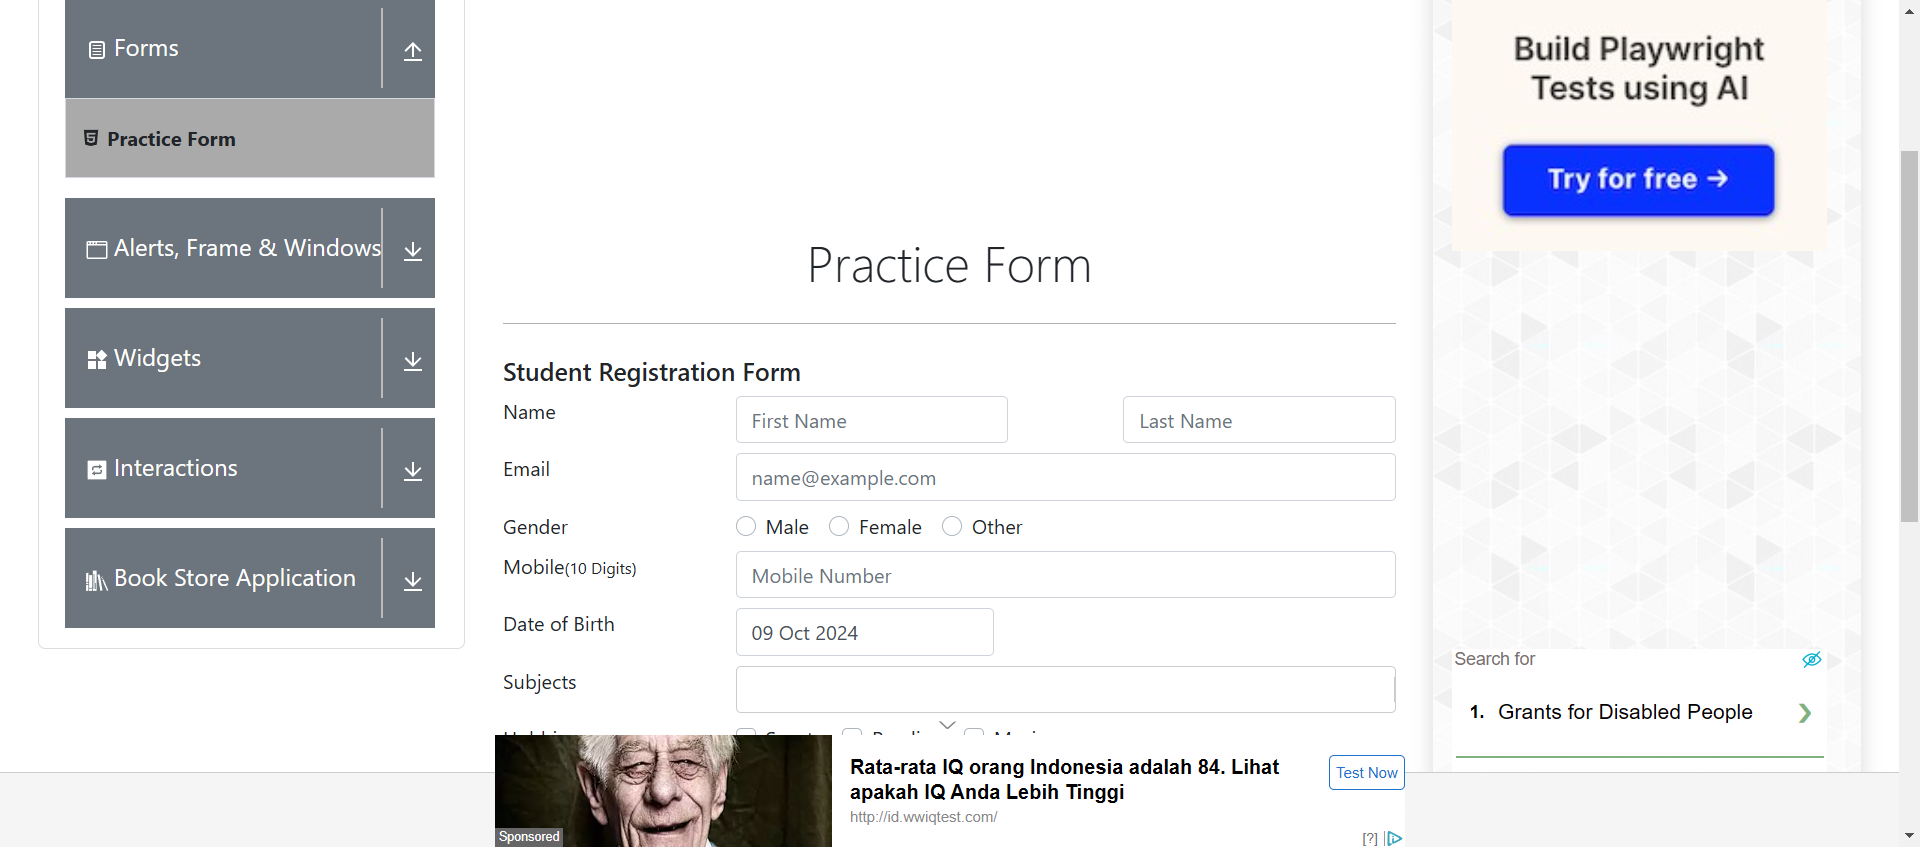 Forms
Practice Form
Alerts, Frame & Windows
Widgets
Interactions
Book Store Application
Practice Form
Student Registration Form
Name
First Name
Last Name
Email
name@example.com
Gender
Male
Female
Other
Mobile(10 Digits)
Mobile Number
Date of Birth
09 Oct 2024
Subjects
Rata-rata IQ orang Indonesia adalah 84. Lihat
apakah IQ Anda Lebih Tinggi
http://id.wwiqtest.com/
Test Now
Sponsored
[?]
Build Playwright
Tests using AI
Try for free →
Search for
1. Grants for Disabled People